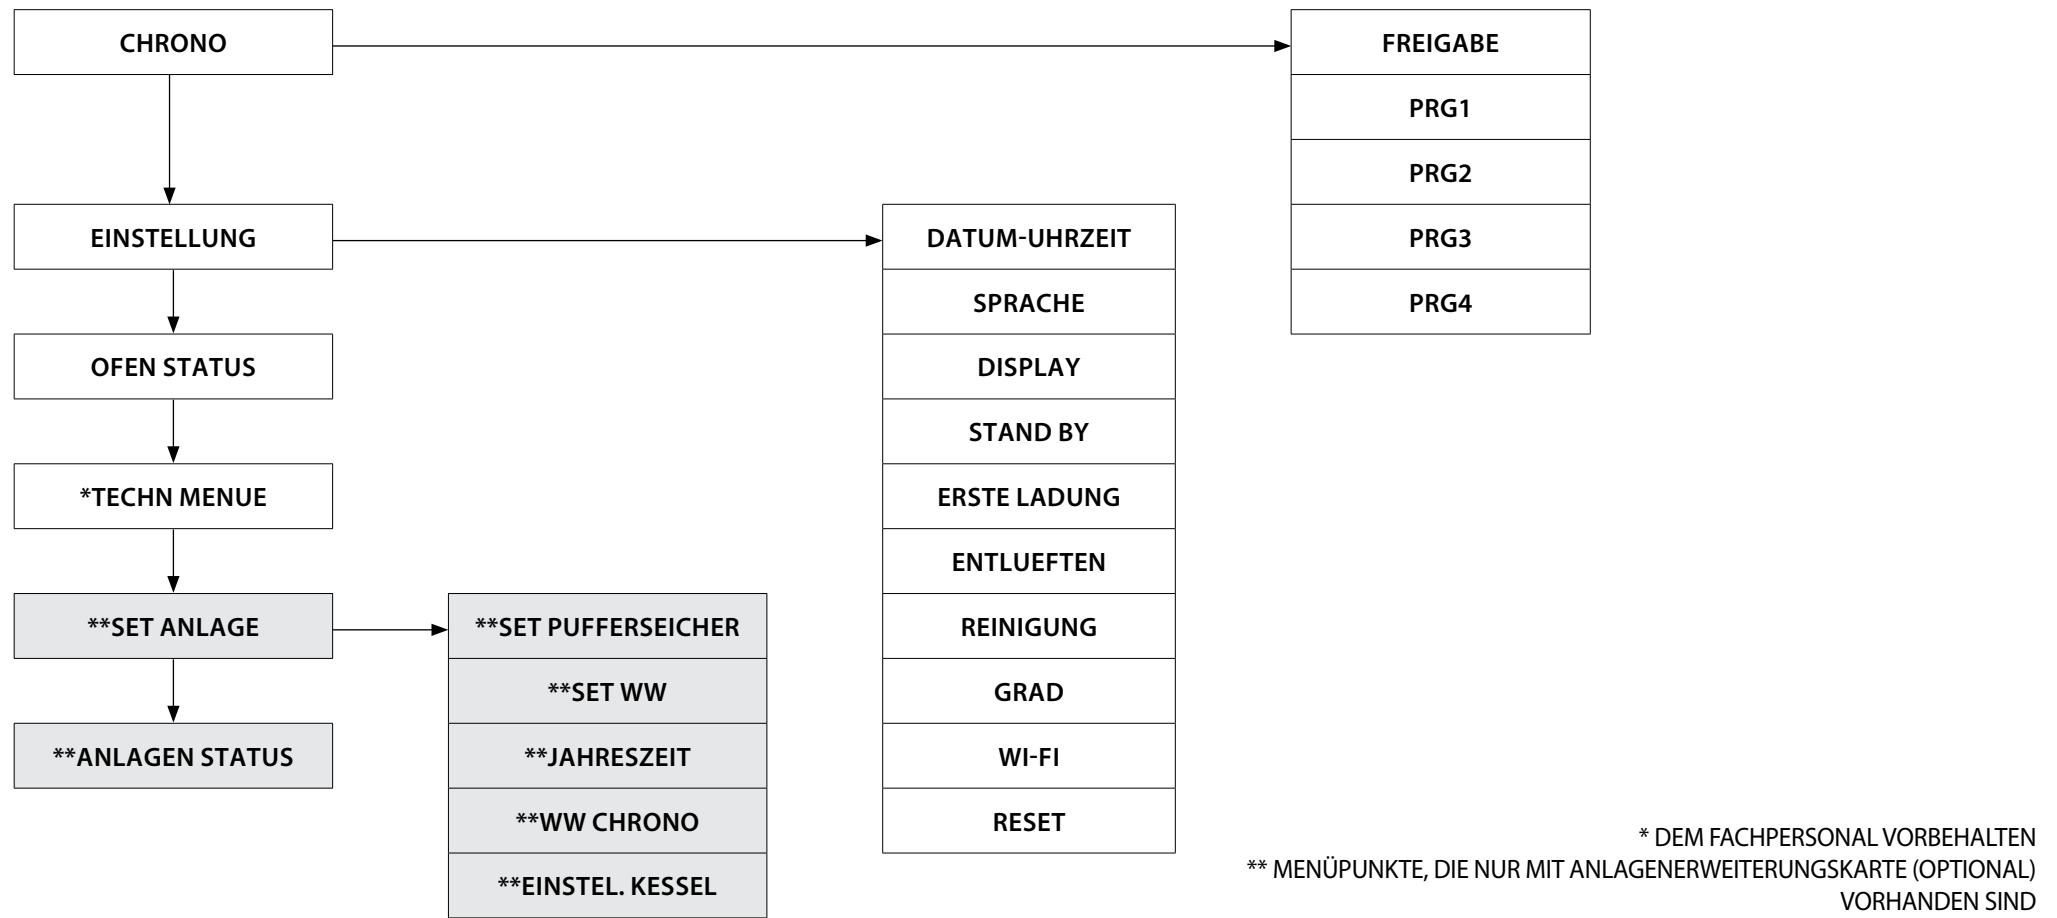 CHRONO
EINSTELLUNG
OFEN STATUS
*TECHN MENUE
**SET ANLAGE
**ANLAGEN STATUS
**SET PUFFERSEICHER
**SET WW
**JAHRESZEIT
**WW CHRONO
**EINSTEL. KESSEL
DATUM-UHRZEIT
SPRACHE
DISPLAY
STAND BY
ERSTE LADUNG
ENTLUEFTEN
REINIGUNG
GRAD
WI-FI
RESET
FREIGABE
PRG1
PRG2
PRG3
PRG4
* DEM FACHPERSONAL VORBEHALTEN
** MENÜPUNKTE, DIE NUR MIT ANLAGENERWEITERUNGSKARTE (OPTIONAL)
VORHANDEN SIND